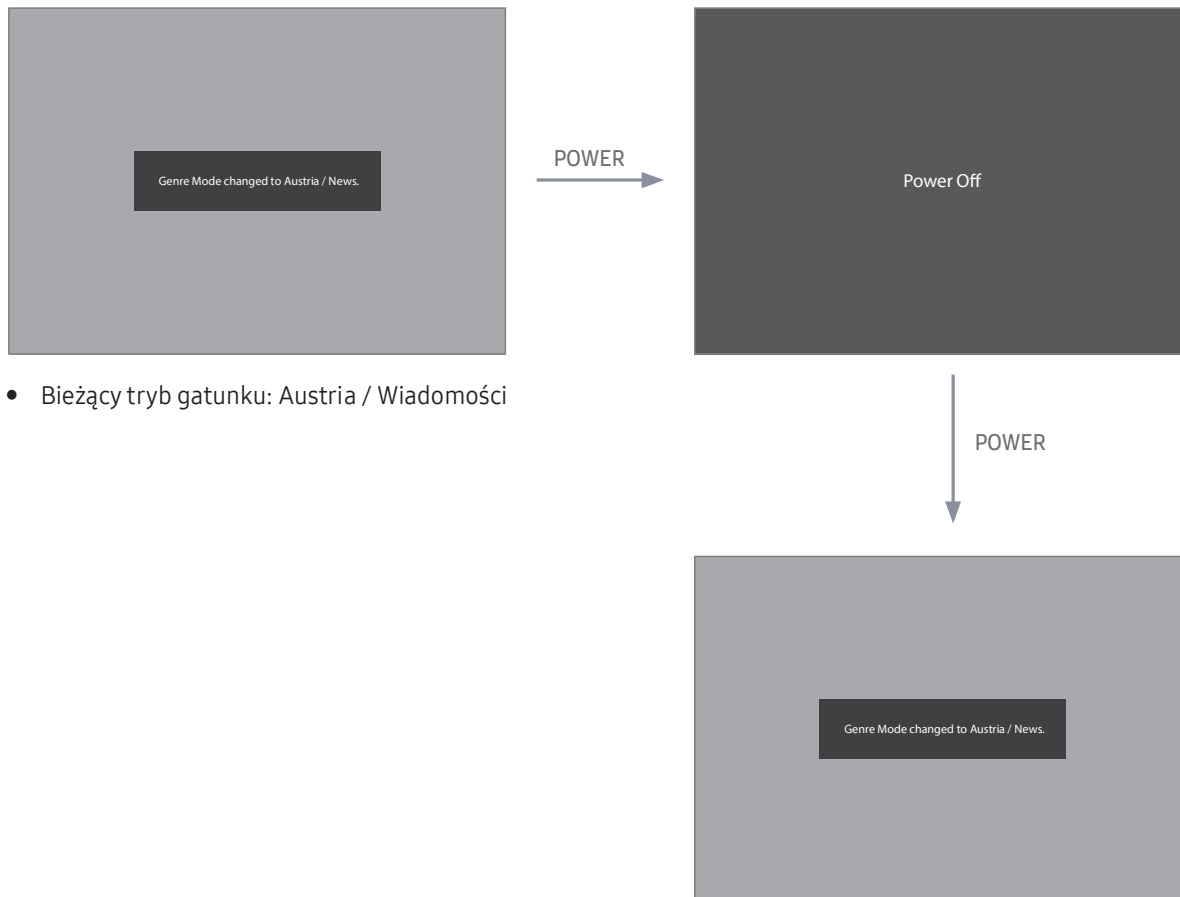 Genre Mode changed to Austria / News.
POWER
Power Off
• Bieżący tryb gatunku: Austria / Wiadomości
POWER
Genre Mode changed to Austria / News.